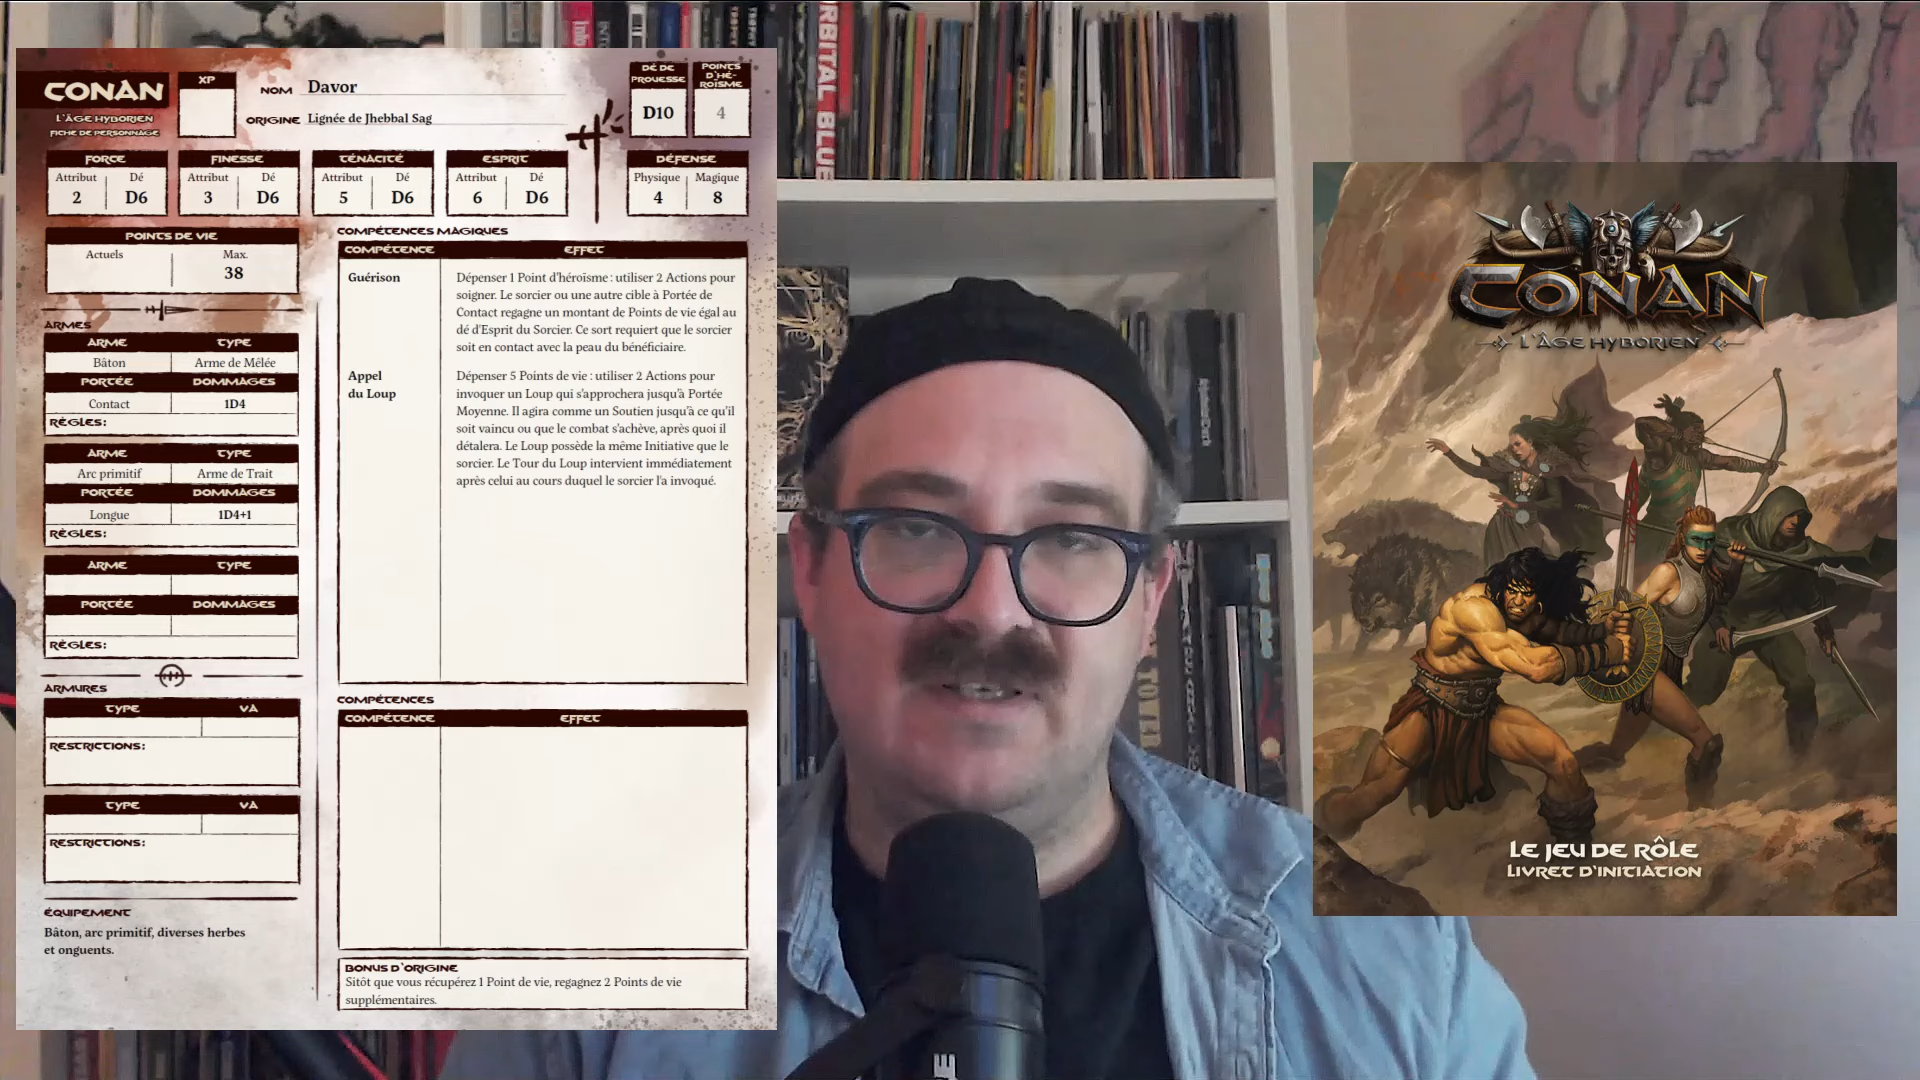 CONAN
L'ÂGE HYBORIEN
FICHE DE PERSONNAGE
XP
NOM Davor
ORIGINE Lignée de Jhebbal Sag
DÉ DE PROUESSE
D10
POINTS D'HÉ-
ROÏSME
4
FORCE
Attribut Dé
2 D6
FINESSE
Attribut Dé
3 D6
TÉNACITÉ
Attribut Dé
5 D6
ESPRIT
Attribut Dé
6 D6
DÉFENSE
Physique Magique
4 8
POINTS DE VIE
Actuels Max.
38
ARMES
ARME TYPE
Bâton Arme de Mêlée
PORTÉE DOMMAGES
Contact 1D4
RÈGLES:
ARME TYPE
Arc primitif Arme de Trait
PORTÉE DOMMAGES
Longue 1D4+1
RÈGLES:
ARME TYPE
PORTÉE DOMMAGES
RÈGLES:
ARMURES
TYPE VA
RESTRICTIONS:
TYPE VA
RESTRICTIONS:
ÉQUIPEMENT
Bâton, arc primitif, diverses herbes
et onguents.
COMPÉTENCES MAGIQUES
COMPÉTENCE EFFET
Guérison
Dépenser 1 Point d'héroïsme : utiliser 2 Actions pour
soigner. Le sorcier ou une autre cible à Portée de
Contact regagne un montant de Points de vie égal au
dé d'Esprit du Sorcier. Ce sort requiert que le sorcier
soit en contact avec la peau du bénéficiaire.
Appel
du Loup
Dépenser 5 Points de vie : utiliser 2 Actions pour
invoquer un Loup qui s'approchera jusqu'à Portée
Moyenne. Il agira comme un Soutien jusqu'à ce qu'il
soit vaincu ou que le combat s'achève, après quoi il
détalera. Le Loup possède la même Initiative que le
sorcier. Le Tour du Loup intervient immédiatement
après celui au cours duquel le sorcier l'a invoqué.
COMPÉTENCES
COMPÉTENCE EFFET
BONUS D'ORIGINE
Sitôt que vous récupérez 1 Point de vie, regagnez 2 Points de vie
supplémentaires.
ORBITAL BLUES
CONAN
L'ÂGE HYBORIEN
LE JEU DE RÔLE
LIVRET D'INITIATION